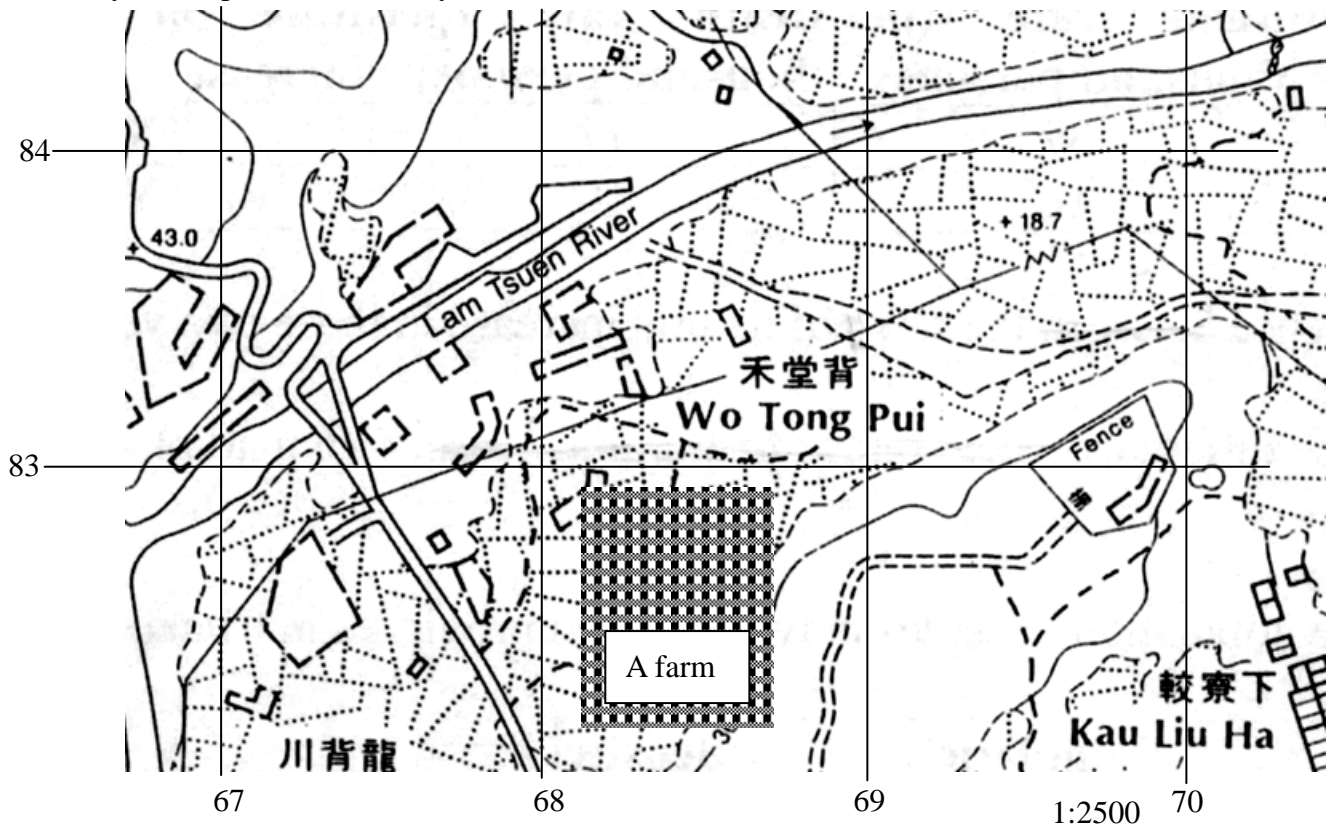 84
43.0
Lam Tsuen River
18.7
禾堂背
Wo Tong Pui
83
Fence
A farm
較寮下
Kau Liu Ha
川背龍
67
68
69
70
1:2500